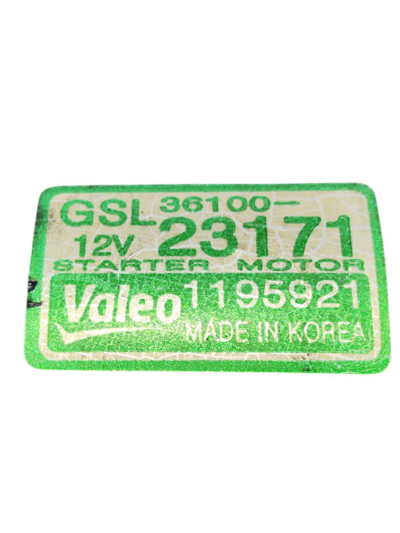 GSL 36100-
12V 23171
STARTER MOTOR
Valeo 1195921
MADE IN KOREA